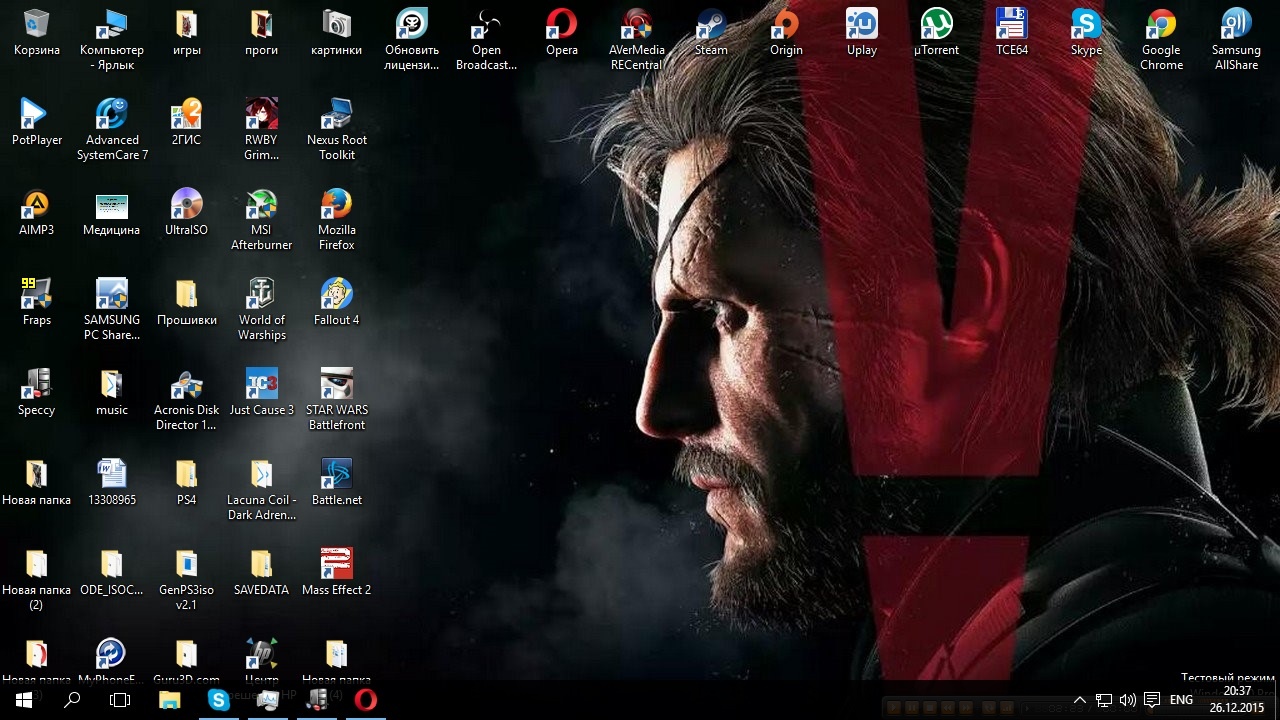 Корзина
Компьютер - Ярлык
игры
проги
картинки
Обновить лицензи...
Open Broadcast...
Opera
AVerMedia RECentral
Steam
Origin
Uplay
µTorrent
TCE64
Skype
Google Chrome
Samsung AllShare
PotPlayer
Advanced SystemCare 7
2ГИС
RWBY Grim...
Nexus Root Toolkit
AIMP3
Медицина
UltraISO
MSI Afterburner
Mozilla Firefox
99
Fraps
SAMSUNG PC Share...
Прошивки
World of Warships
Fallout 4
Speccy
music
Acronis Disk Director 1...
JC3
Just Cause 3
STAR WARS Battlefront
Новая папка
13308965
PS4
Lacuna Coil - Dark Adren...
Battle.net
Новая папка (2)
ODE_ISOC...
GenPS3iso v2.1
SAVEDATA
Mass Effect 2
Новая папка
MyPhoneE...
Guru3D.com
Центр
Новая папка (4)
Тестовый режим
ENG
20:37
26.12.2015